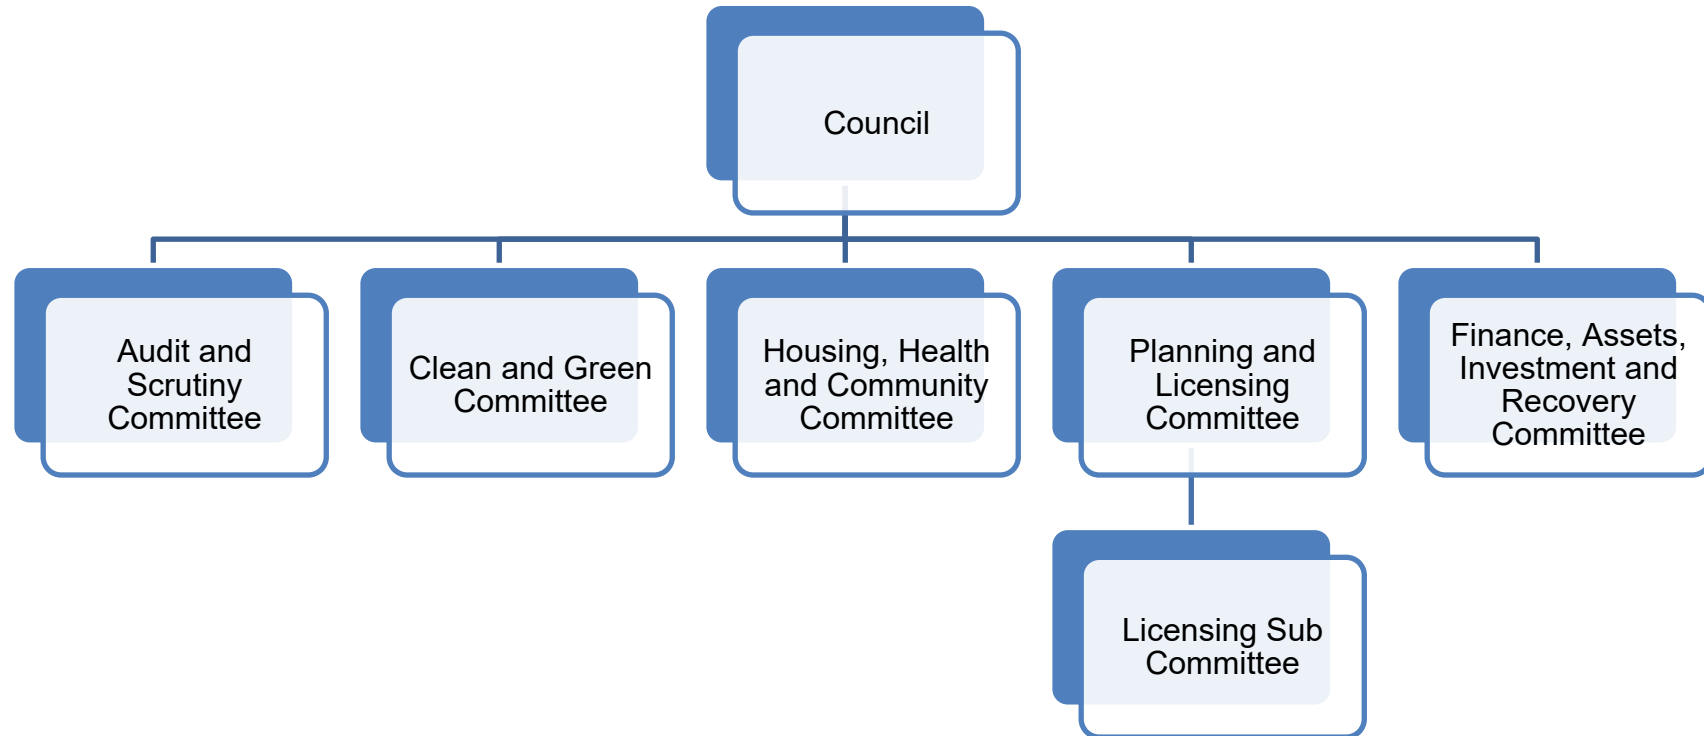 Council
Audit and
Scrutiny
Committee
Clean and Green
Committee
Housing, Health
and Community
Committee
Planning and
Licensing
Committee
Finance, Assets,
Investment and
Recovery
Committee
Licensing Sub
Committee